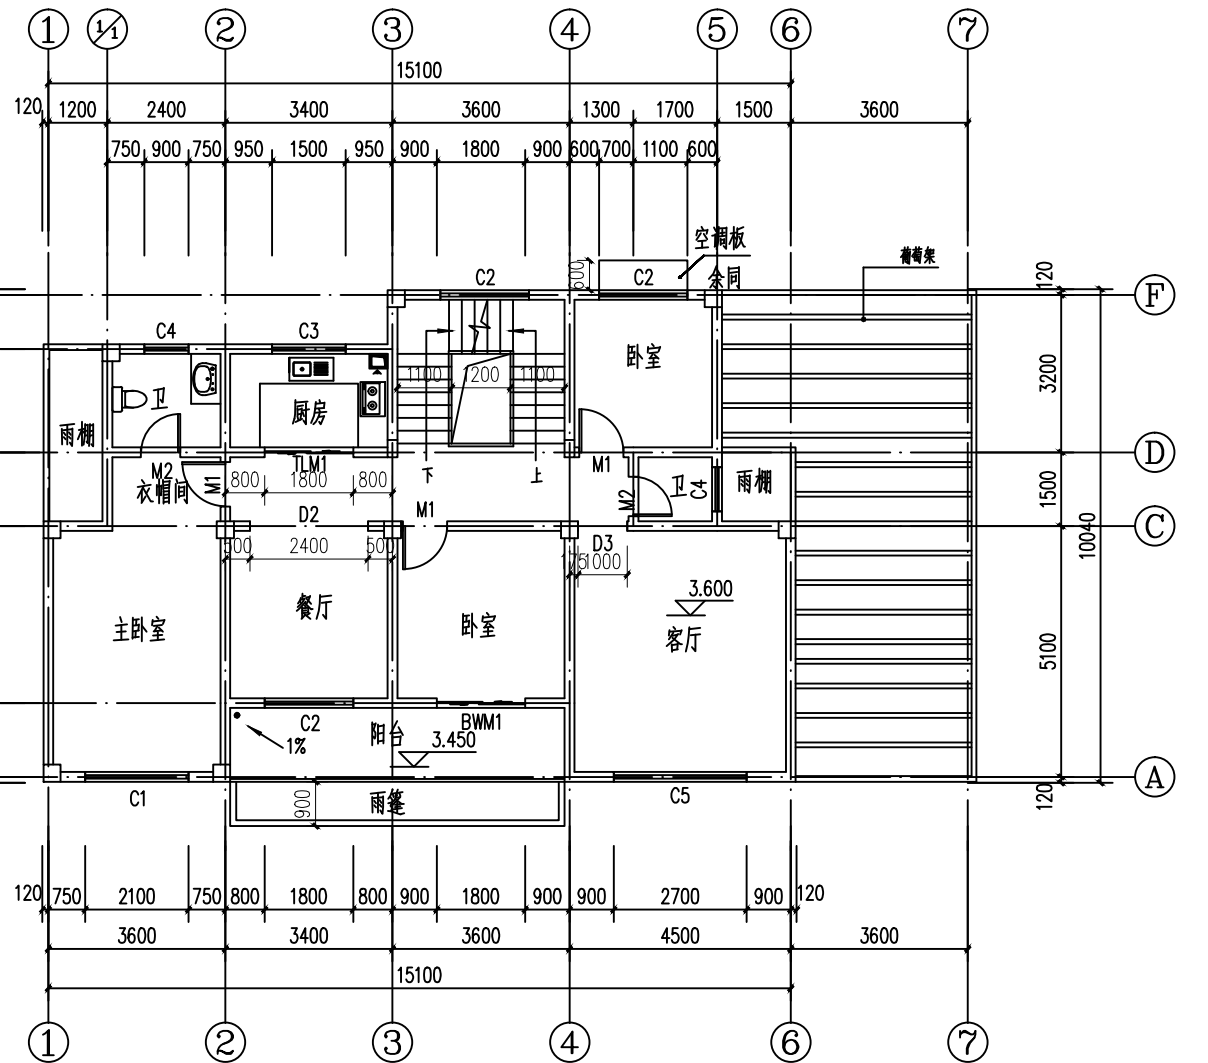 1 1/1 2 3 4 5 6 7
15100
120 1200 2400 3400 3600 1300 1700 1500 3600
750 900 750 950 1500 950 900 1800 900 600 700 1100 600
空调板
余同
葡萄架
600
C2
C2
120
F
C4
C3
卧室
3200
1100 1200 1100
卫
厨房
雨棚
D
TLM1
M1
下
上
M2
衣帽间
M1
800 1800 800
M2
卫
C4
雨棚
1500
10040
D2
M1
C
500 2400 500
D3
175 1000
3.600
餐厅
主卧室
卧室
客厅
5100
C2
1%
阳台
3.450
BWM1
A
C1
900
雨篷
C5
120
120 750 2100 750 800 1800 800 900 1800 900 900 2700 900 120
3600 3400 3600 4500 3600
15100
1 2 3 4 6 7